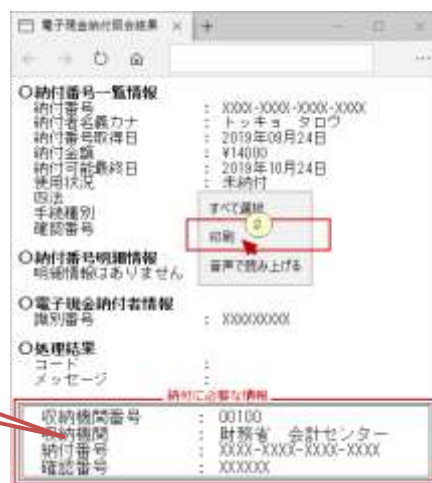 電子現金納付照会結果
○納付番号一覧情報
納付番号 : XXXX-XXXX-XXXX-XXXX
納付者名義カナ : トッキョ タロウ
納付番号取得日 : 2019年09月24日
納付金額 : ¥14000
納付可能最終日 : 2019年10月24日
使用状況 : 未納付
四法
手続種別
確認番号
すべて選択
②
印刷
音声で読み上げる
○納付番号明細情報
明細情報はありません
○電子現金納付者情報
識別番号 : XXXXXXXXX
○処理結果
コード :
メッセージ :
納付に必要な情報
収納機関番号 : 00100
収納機関 : 財務省 会計センター
納付番号 : XXXX-XXXX-XXXX-XXXX
確認番号 : XXXXXX